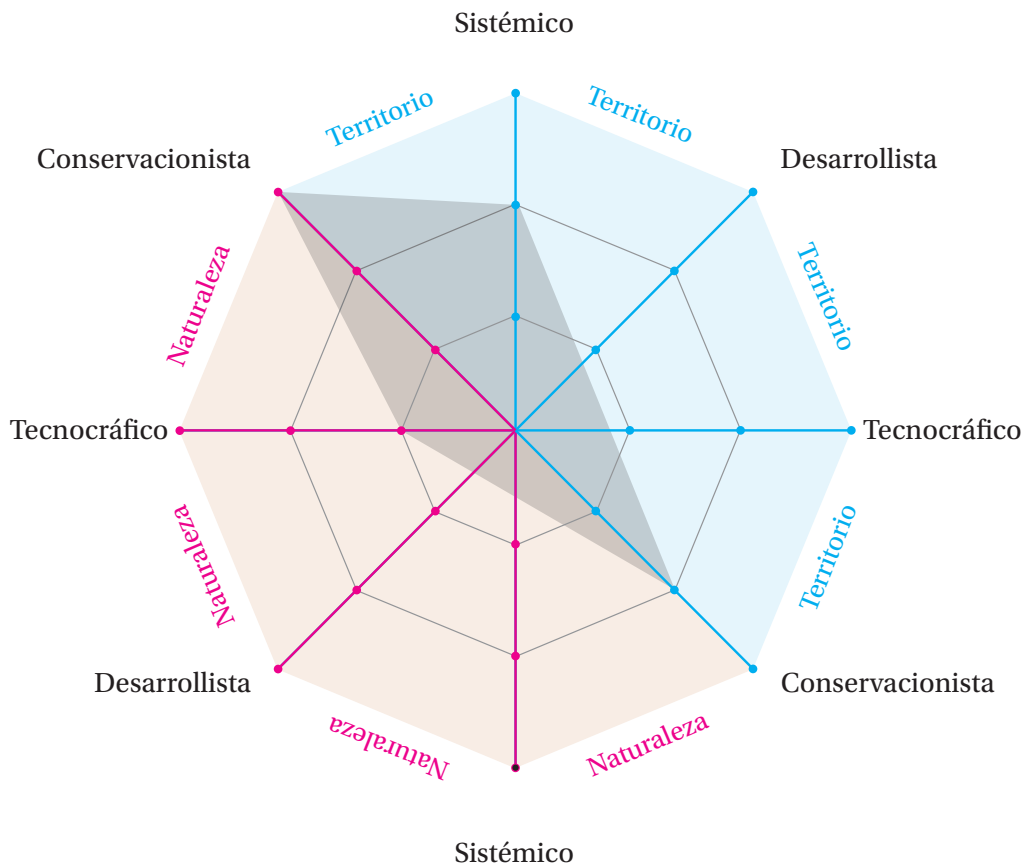 Sistémico
Territorio
Territorio
Conservacionista
Desarrollista
Naturaleza
Territorio
Tecnocráfico
Tecnocráfico
Naturaleza
Territorio
Desarrollista
Conservacionista
Naturaleza
Naturaleza
Sistémico